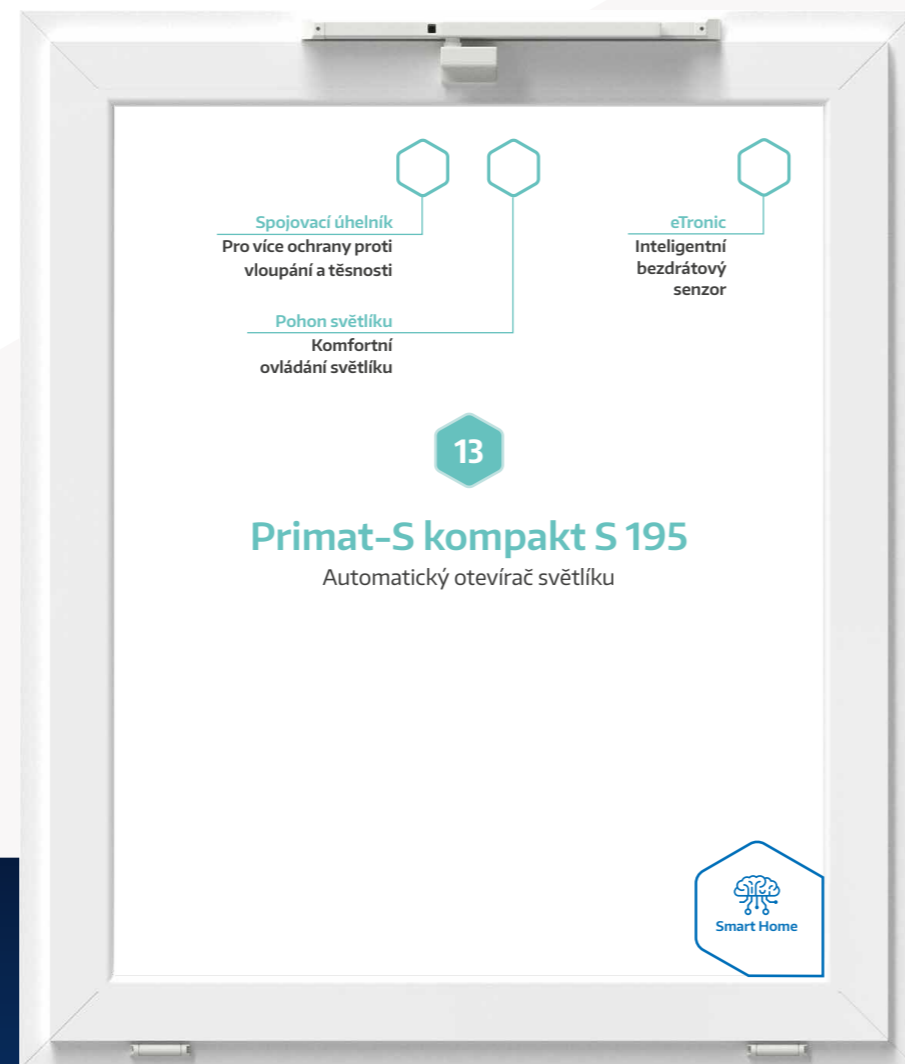 Spojovací úhelník
Pro více ochrany proti
vloupání a těsnosti
eTronic
Inteligentní
bezdrátový
senzor
Pohon světlíku
Komfortní
ovládání světlíku
13
Primat-S kompakt S 195
Automatický otevírač světlíku
Smart Home